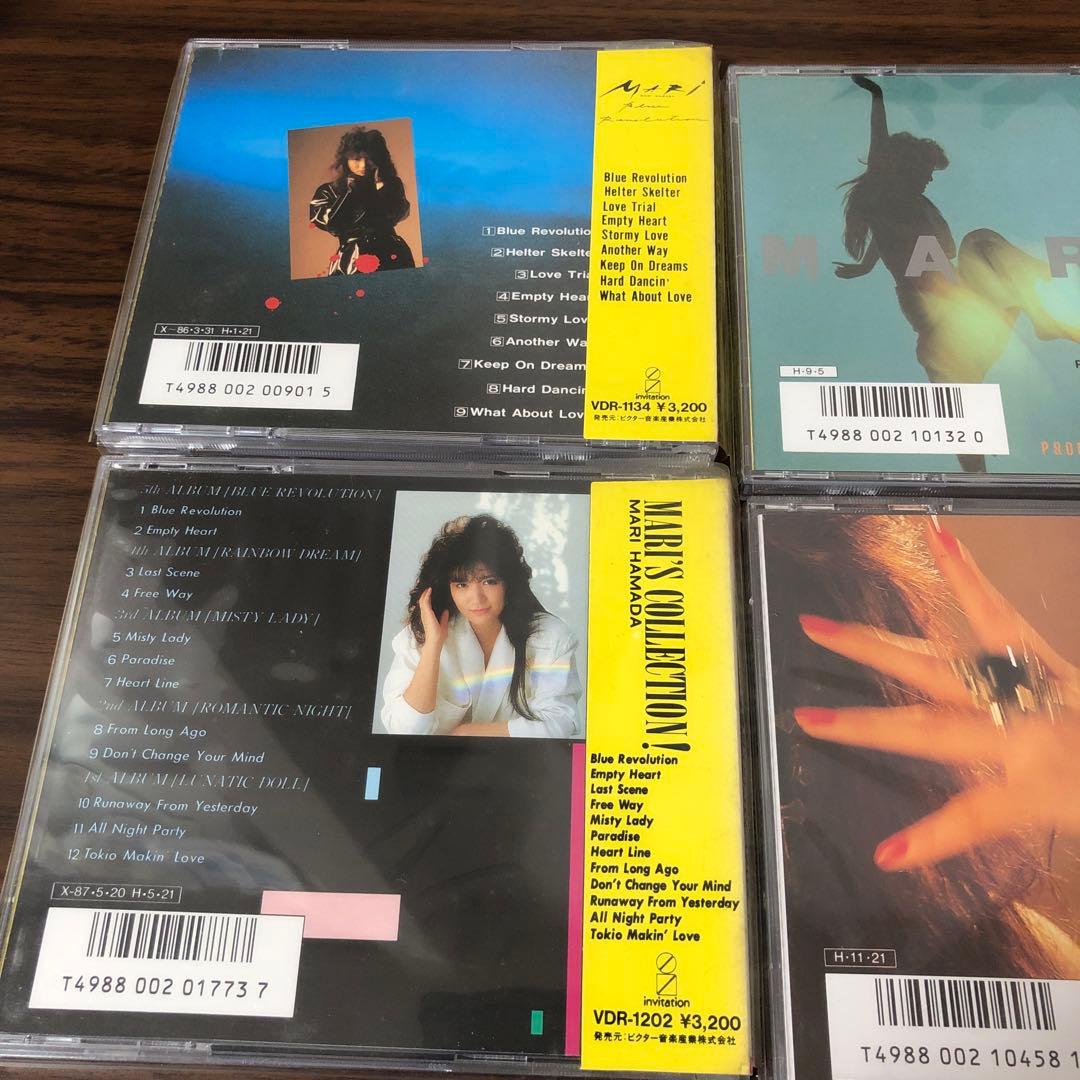 1 Blue Revolutio
2 Helter Skelte
3 Love Tria
4 Empty Hear
5 Stormy Lov
6 Another Wa
7 Keep On Dream
8 Hard Dancin
9 What About Lov
X-86・3・31 H・1・21
T4988 002 00901 5
MARI
Blue
Revolution
Blue Revolution
Helter Skelter
Love Trial
Empty Heart
Stormy Love
Another Way
Keep On Dreams
Hard Dancin'
What About Love
invitation
VDR-1134 ¥3,200
発売元:ビクター音楽産業株式会社
MAR
H・9・5
T4988 002 10132 0
5th ALBUM [BLUE REVOLUTION]
1 Blue Revolution
2 Empty Heart
4th ALBUM [RAINBOW DREAM]
3 Last Scene
4 Free Way
3rd ALBUM [MISTY LADY]
5 Misty Lady
6 Paradise
7 Heart Line
2nd ALBUM [ROMANTIC NIGHT]
8 From Long Ago
9 Don't Change Your Mind
1st ALBUM [LUNATIC DOLL]
10 Runaway From Yesterday
11 All Night Party
12 Tokio Makin' Love
X-87・5・20 H・5・21
T4988 002 01773 7
MARI'S COLLECTION!
MARI HAMADA
Blue Revolution
Empty Heart
Last Scene
Free Way
Misty Lady
Paradise
Heart Line
From Long Ago
Don't Change Your Mind
Runaway From Yesterday
All Night Party
Tokio Makin' Love
invitation
VDR-1202 ¥3,200
発売元:ビクター音楽産業株式会社
H・11・21
T4988 002 10458 1